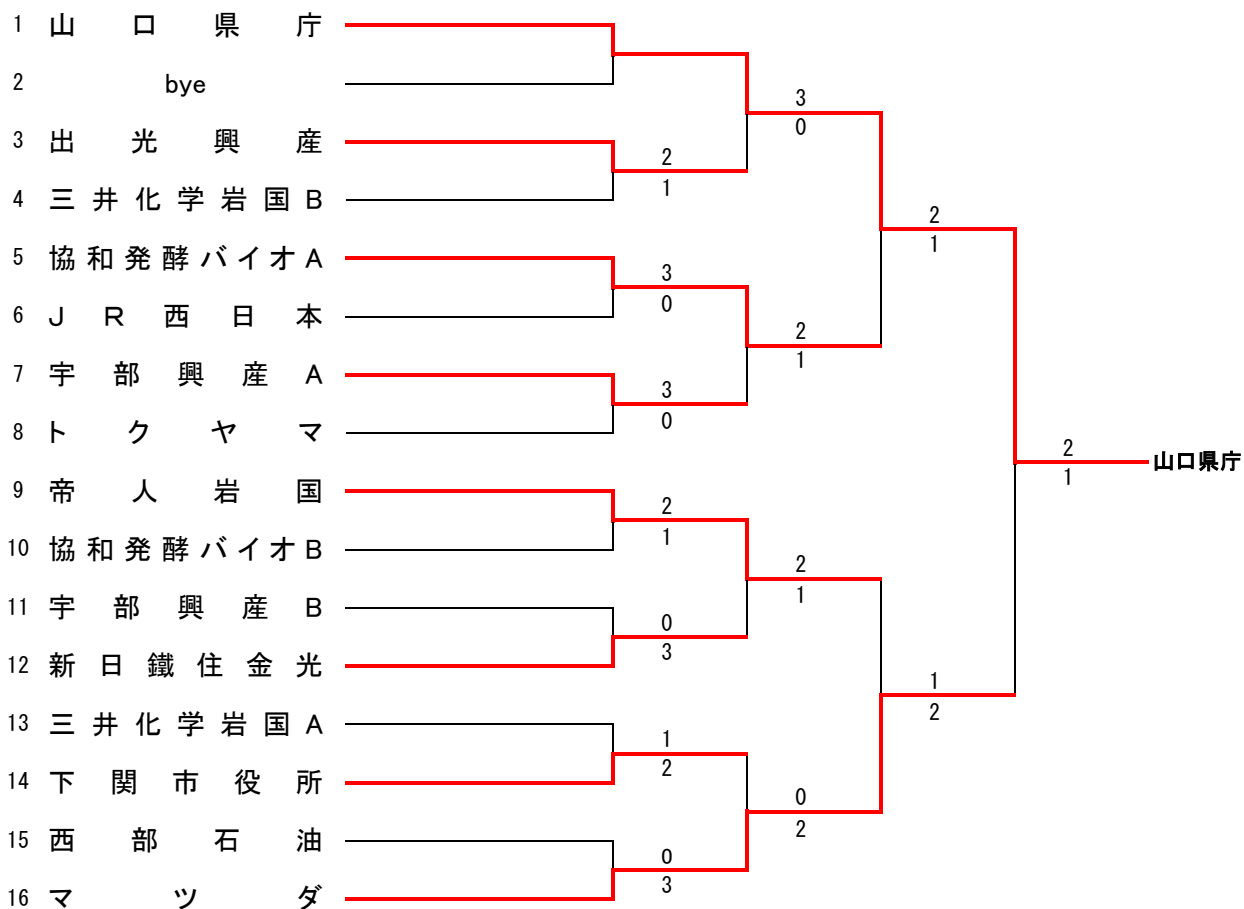 1 山口県庁
2 bye
3 出光興産
4 三井化学岩国B
5 協和発酵バイオA
6 JR西日本
7 宇部興産A
8 トクヤマ
9 帝人岩国
10 協和発酵バイオB
11 宇部興産B
12 新日鐵住金光
13 三井化学岩国A
14 下関市役所
15 西部石油
16 マツダ
2
1
3
0
3
0
2
1
0
3
1
2
0
3
3
0
2
1
2
1
0
2
2
1
1
2
2
1
山口県庁